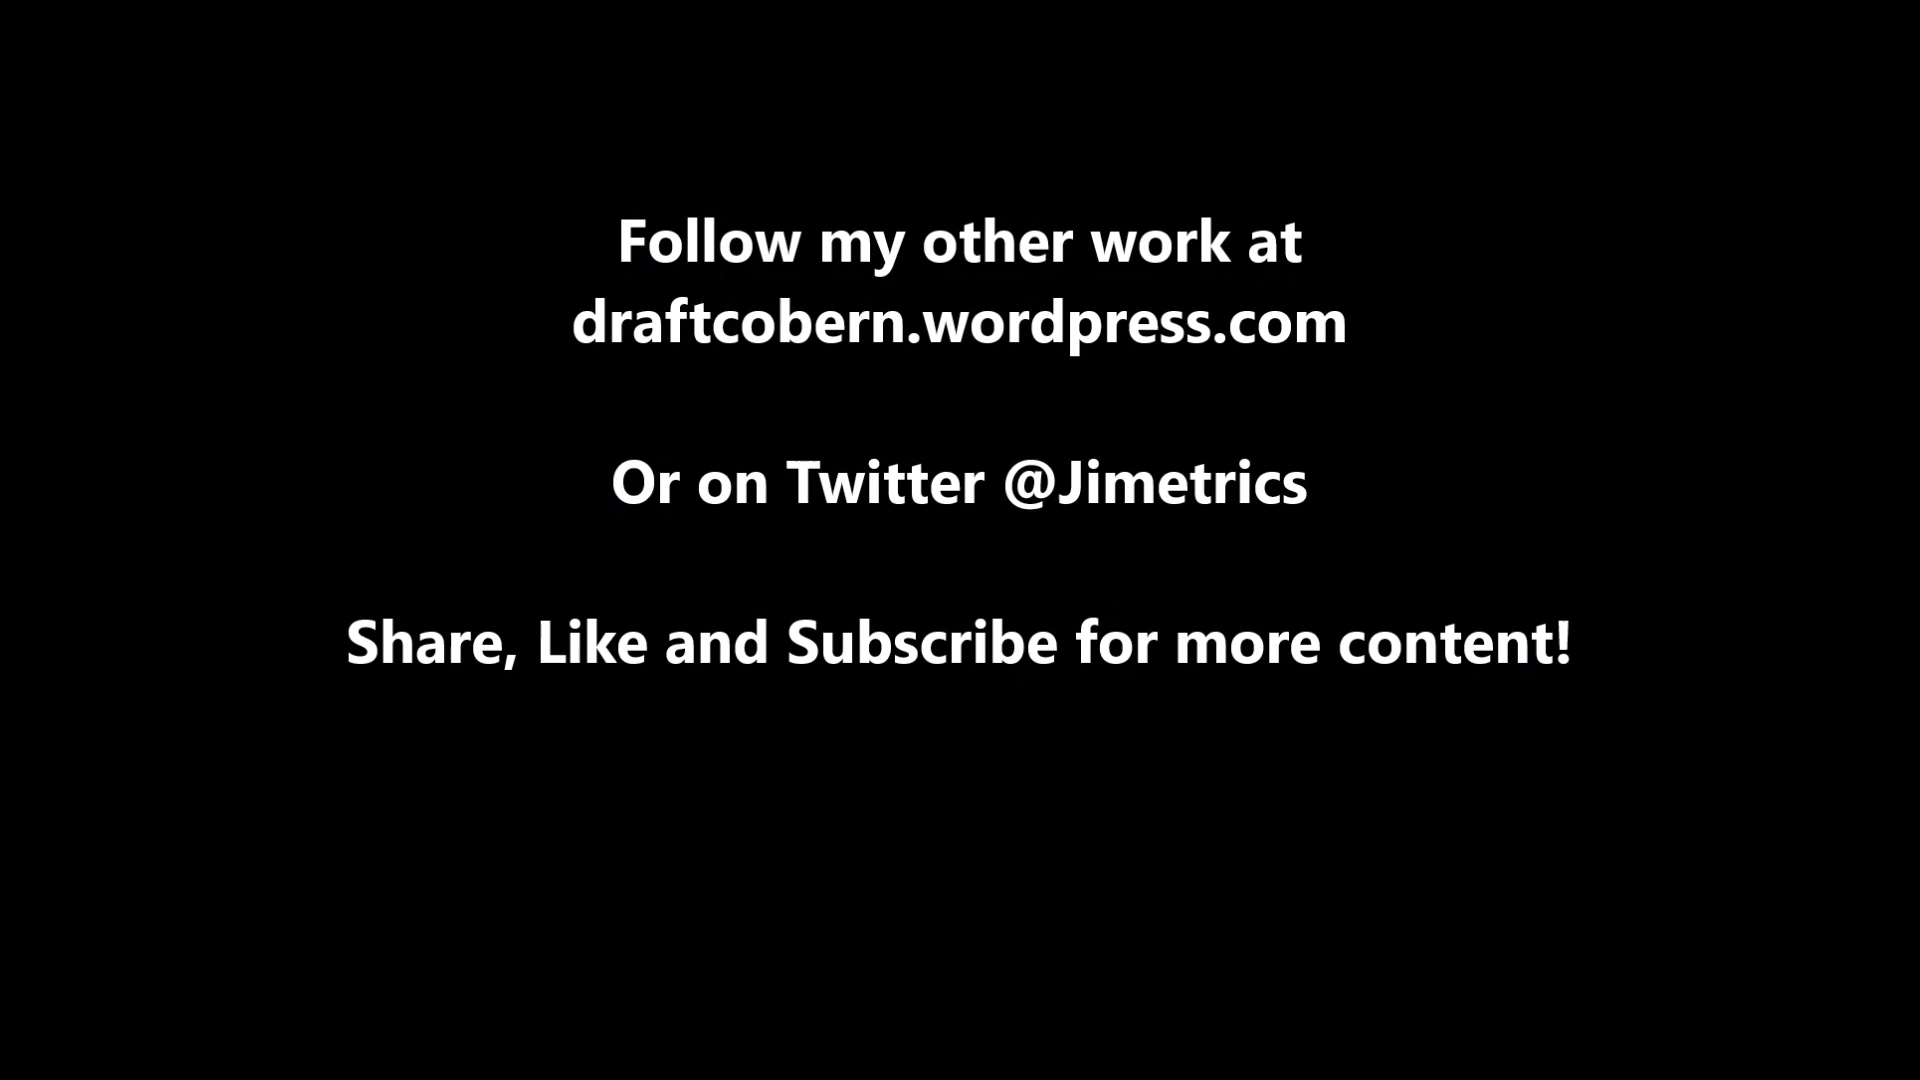 Follow my other work at
draftcobern.wordpress.com
Or on Twitter @Jimetrics
Share, Like and Subscribe for more content!